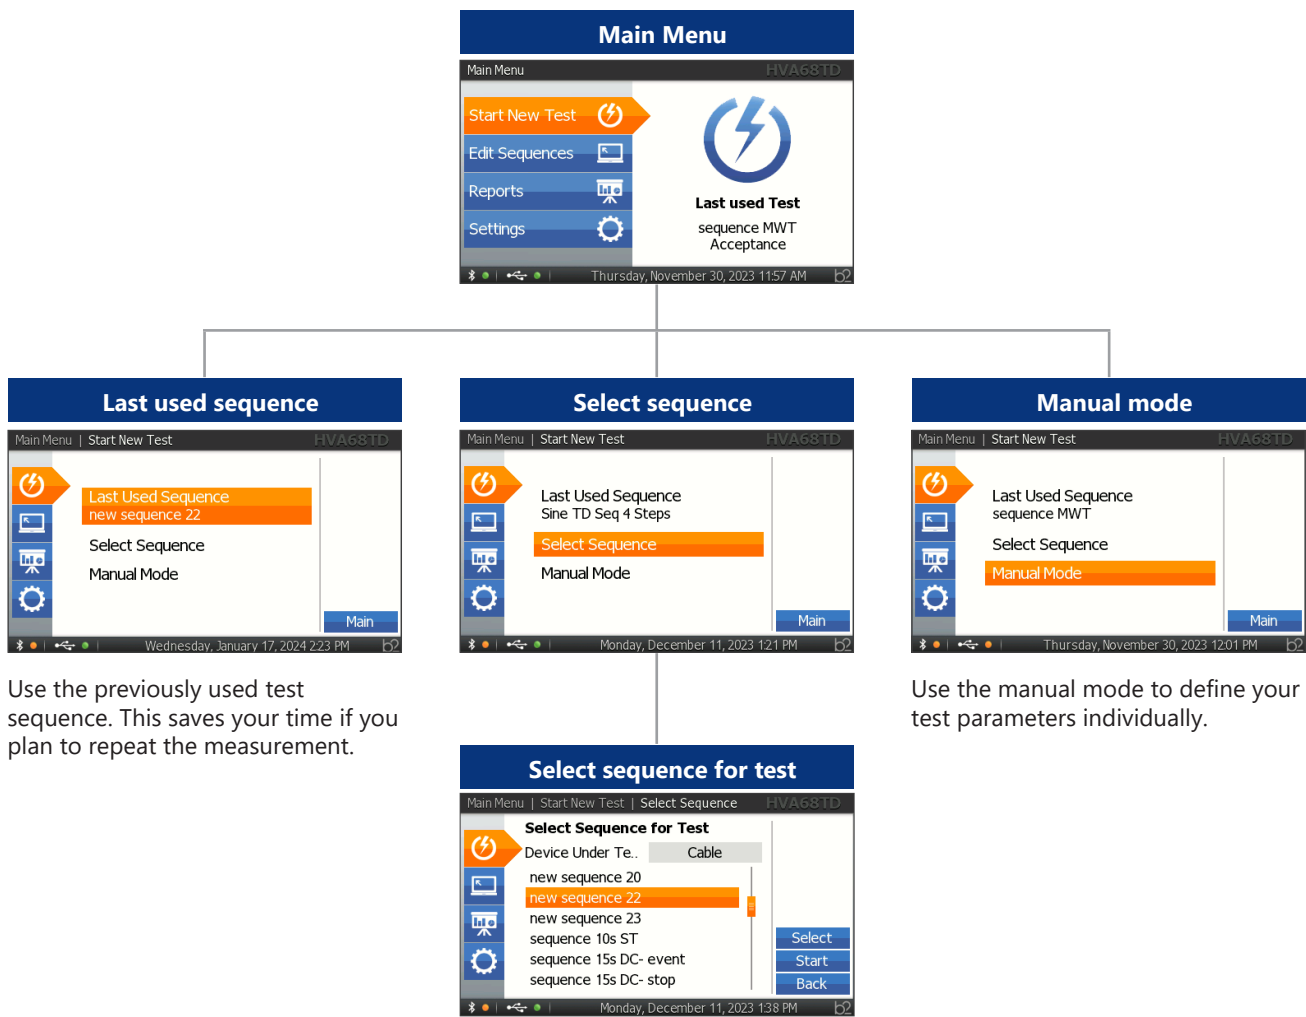 Main Menu
Main Menu
HVA68TD
Start New Test
Edit Sequences
Reports
Settings
Last used Test
sequence MWT
Acceptance
Thursday, November 30, 2023 11:57 AM
b2
Last used sequence
Main Menu | Start New Test
HVA68TD
Last Used Sequence
new sequence 22
Select Sequence
Manual Mode
Main
Wednesday, January 17, 2024 2:23 PM
b2
Use the previously used test
sequence. This saves your time if you
plan to repeat the measurement.
Select sequence
Main Menu | Start New Test
HVA68TD
Last Used Sequence
Sine TD Seq 4 Steps
Select Sequence
Manual Mode
Main
Monday, December 11, 2023 1:21 PM
b2
Manual mode
Main Menu | Start New Test
HVA68TD
Last Used Sequence
sequence MWT
Select Sequence
Manual Mode
Main
Thursday, November 30, 2023 12:01 PM
b2
Use the manual mode to define your
test parameters individually.
Select sequence for test
Main Menu | Start New Test | Select Sequence
HVA68TD
Select Sequence for Test
Device Under Te.. Cable
new sequence 20
new sequence 22
new sequence 23
sequence 10s ST
sequence 15s DC- event
sequence 15s DC- stop
Select
Start
Back
Monday, December 11, 2023 1:38 PM
b2